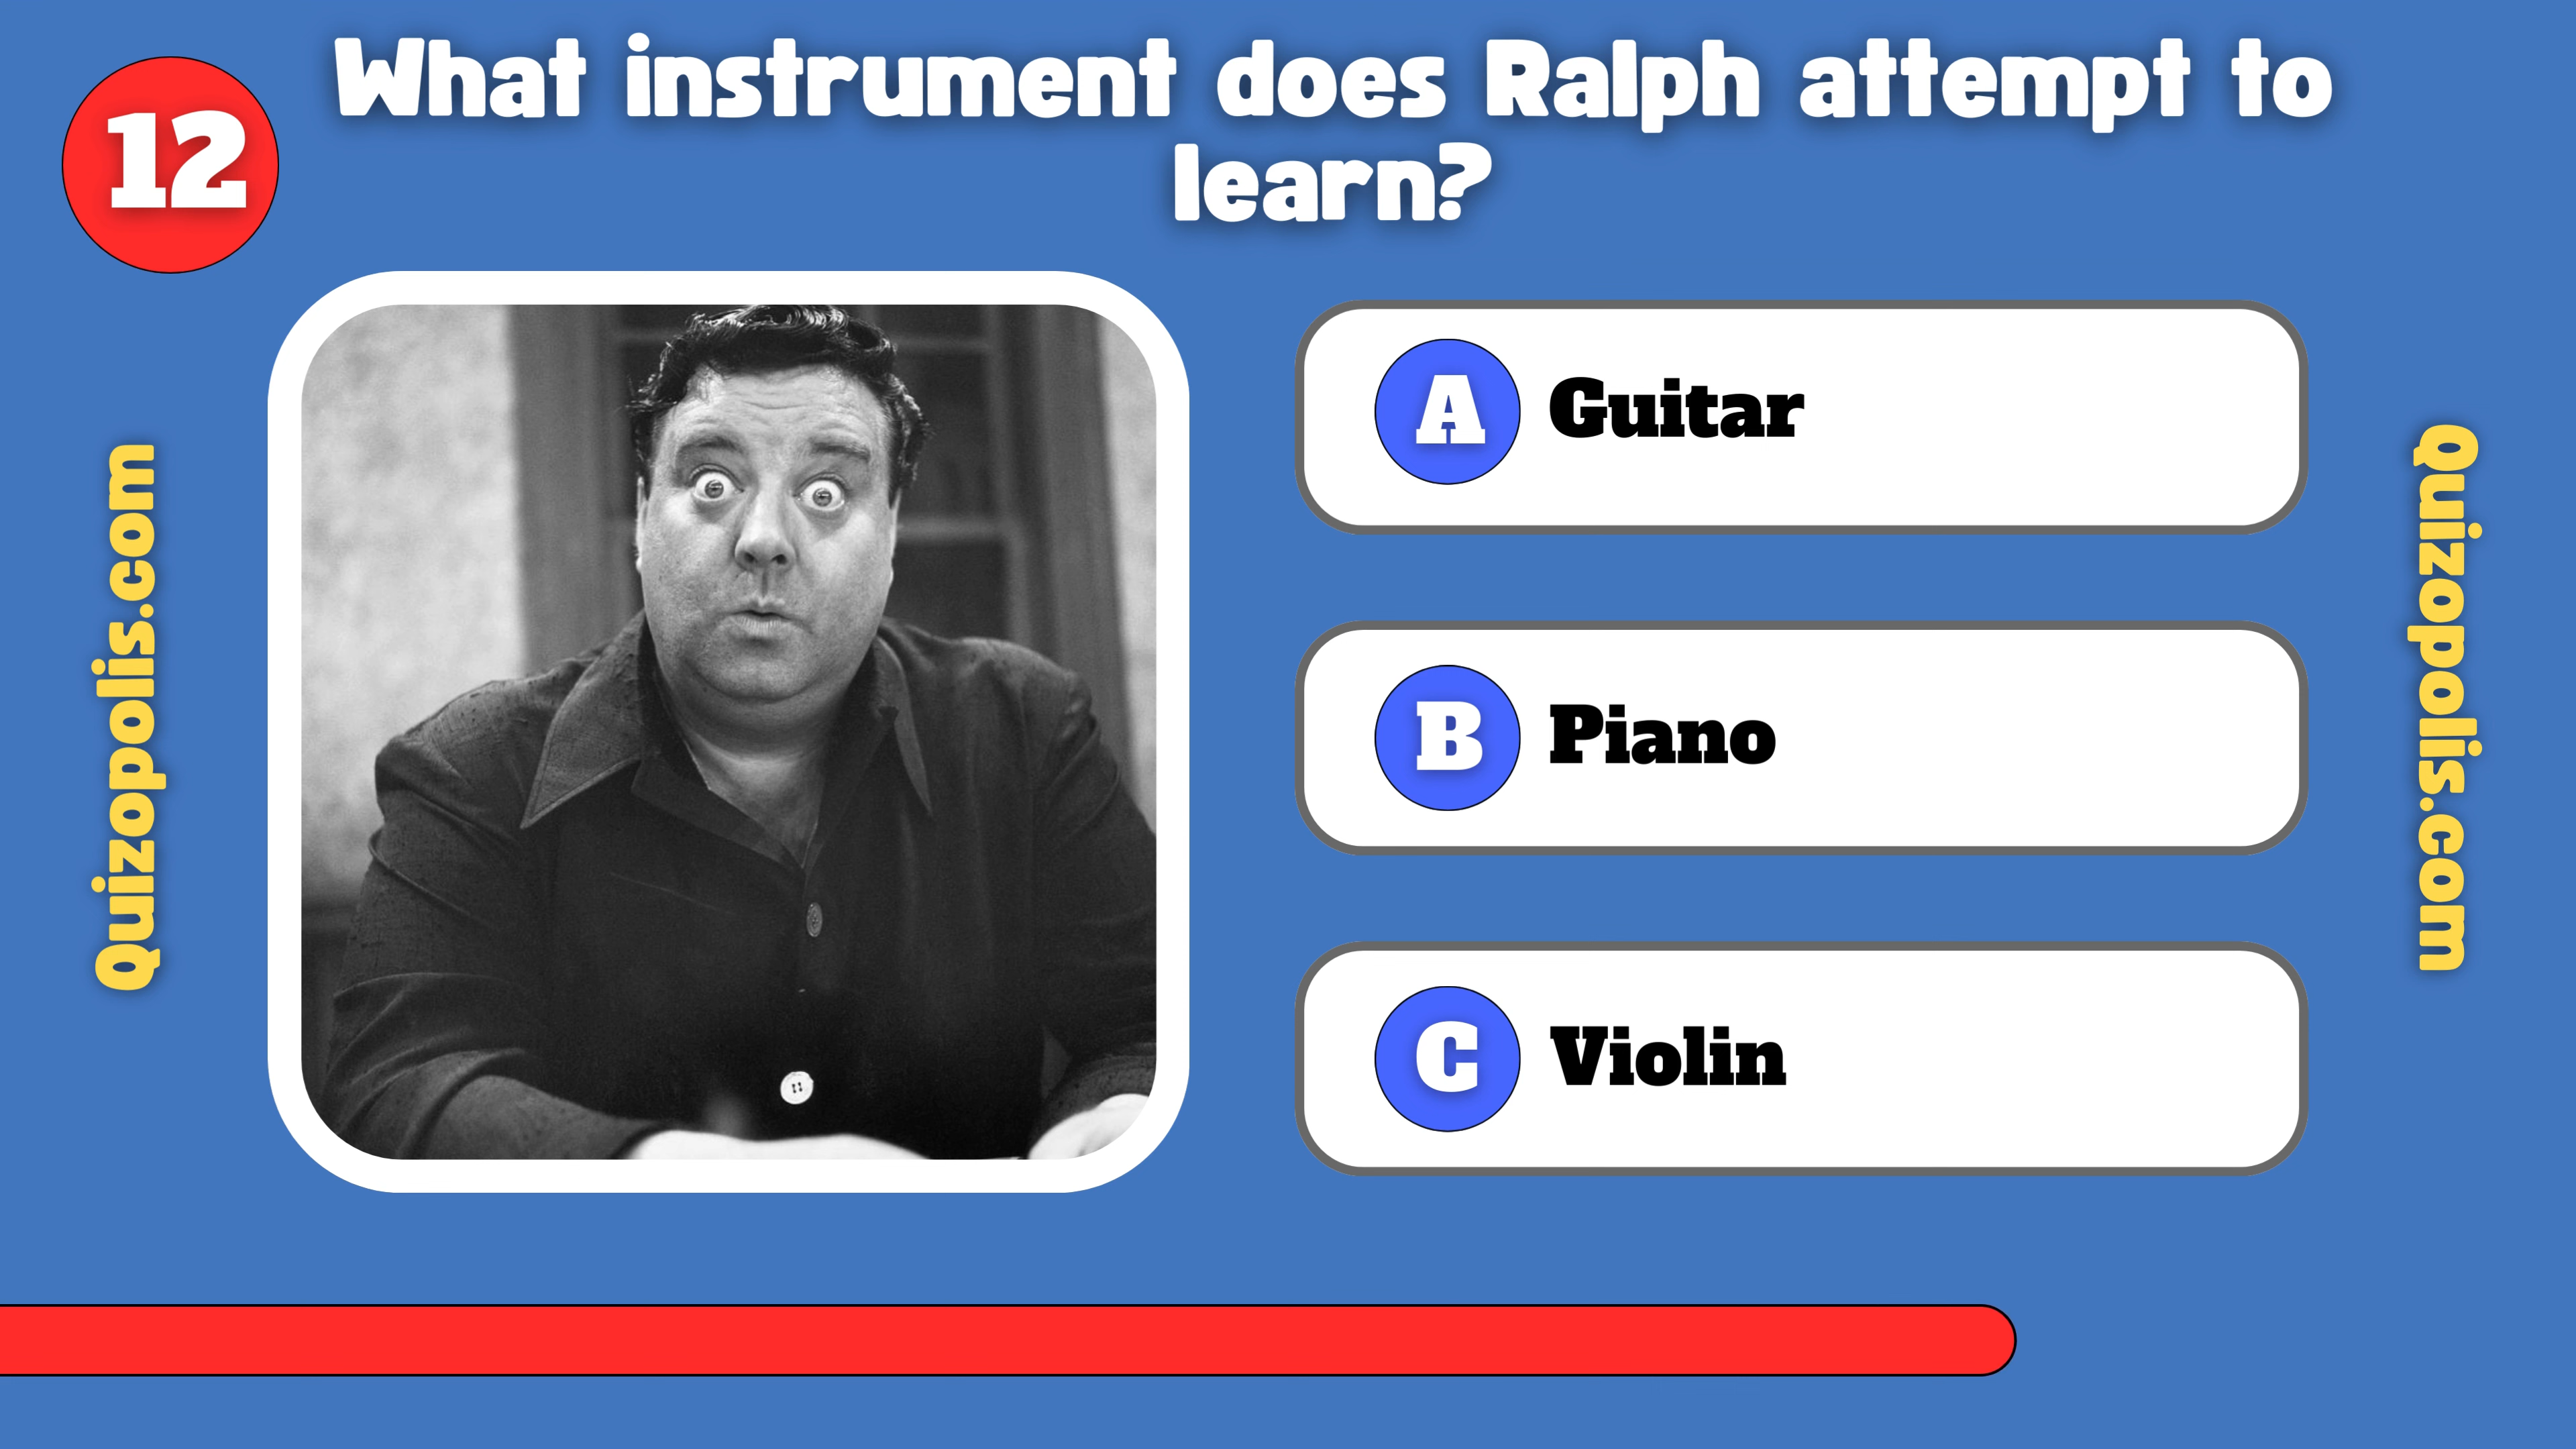 12
What instrument does Ralph attempt to
learn?
Quizopolis.com
A Guitar
B Piano
C Violin
Quizopolis.com